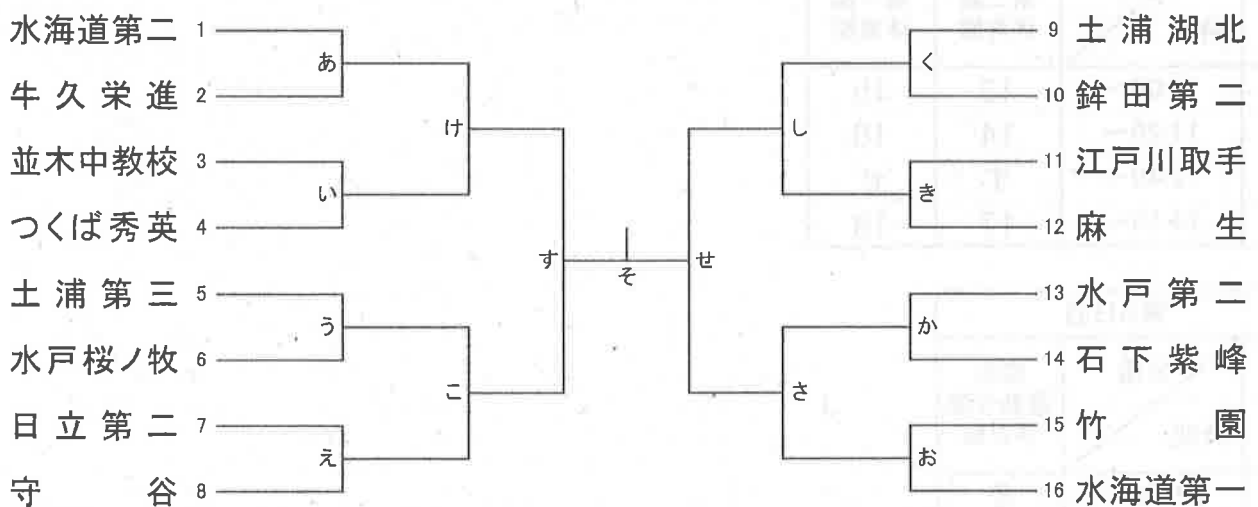 水海道第二 1
あ
牛久栄進 2
け
並木中教校 3
い
つくば秀英 4
す
土浦第三 5
う
水戸桜ノ牧 6
こ
日立第二 7
え
守谷 8
そ
9 土浦湖北
く
10 鉾田第二
し
11 江戸川取手
き
12 麻生
せ
13 水戸第二
か
14 石下紫峰
さ
15 竹園
お
16 水海道第一